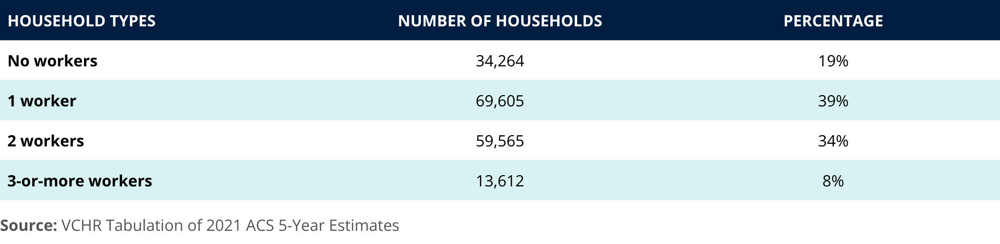 HOUSEHOLD TYPES NUMBER OF HOUSEHOLDS PERCENTAGE
No workers 34,264 19%
1 worker 69,605 39%
2 workers 59,565 34%
3-or-more workers 13,612 8%
Source: VCHR Tabulation of 2021 ACS 5-Year Estimates